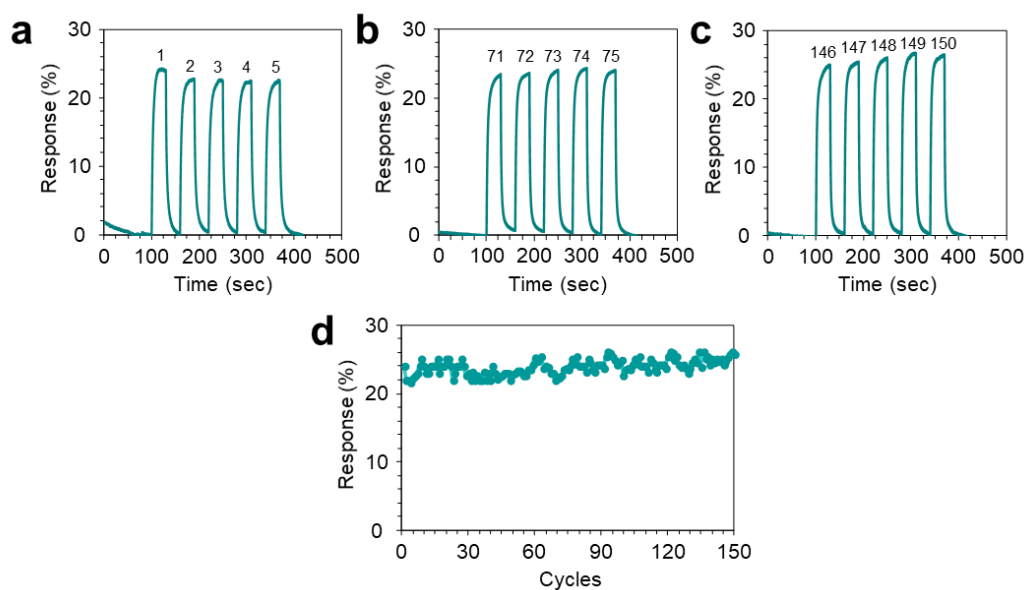 a
30
20
10
0
Response (%)
1 2 3 4 5
0 100 200 300 400 500
Time (sec)
b
30
20
10
0
Response (%)
71 72 73 74 75
0 100 200 300 400 500
Time (sec)
c
30
20
10
0
Response (%)
146 147 148 149 150
0 100 200 300 400 500
Time (sec)
d
30
20
10
0
Response (%)
0 30 60 90 120 150
Cycles